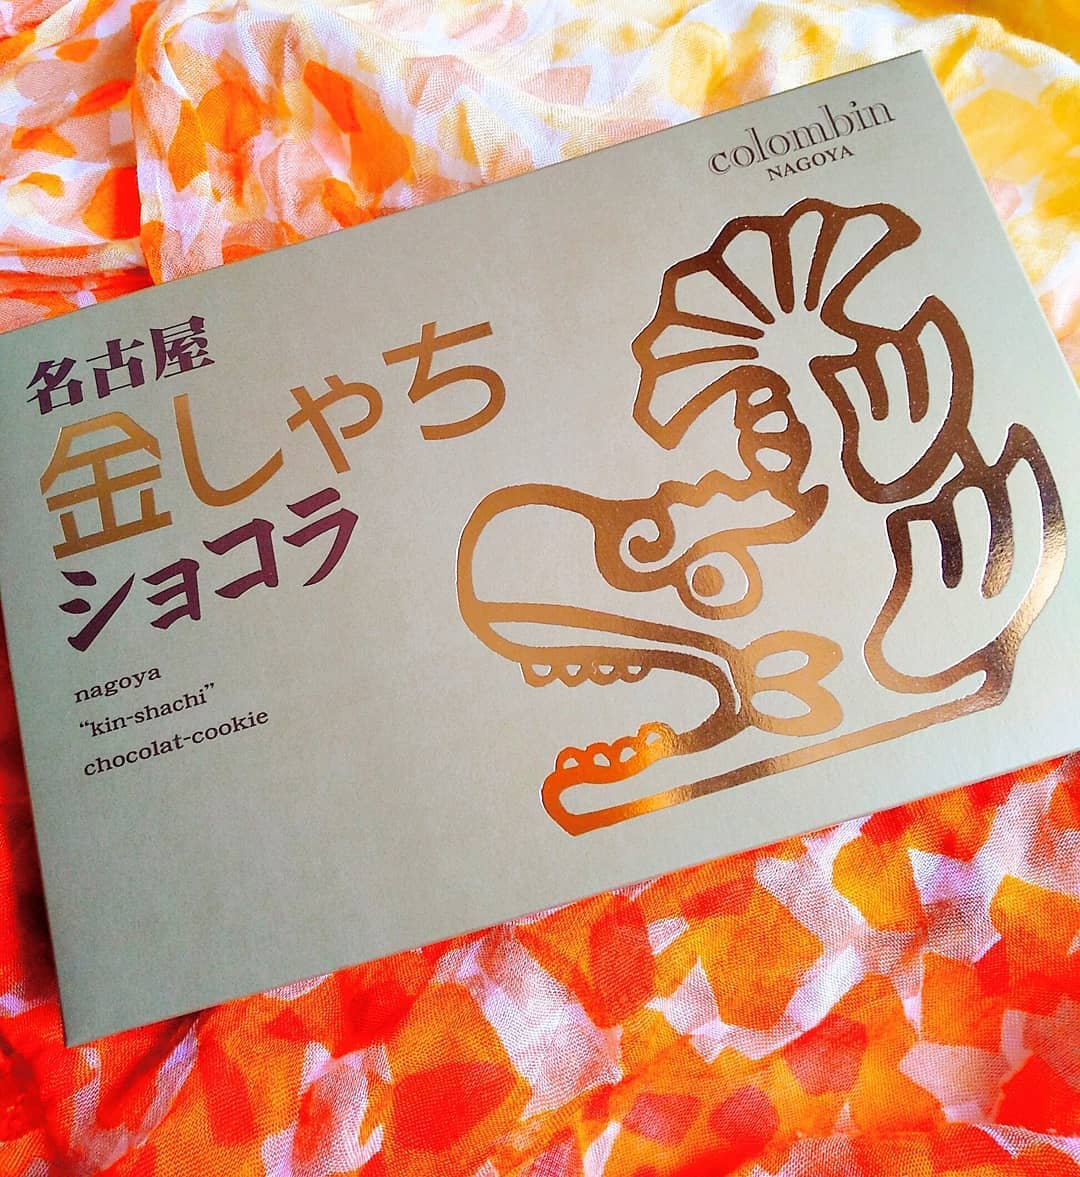 colombin
NAGOYA
名古屋
金しゃち
ショコラ
nagoya
“kin-shachi”
chocolat-cookie